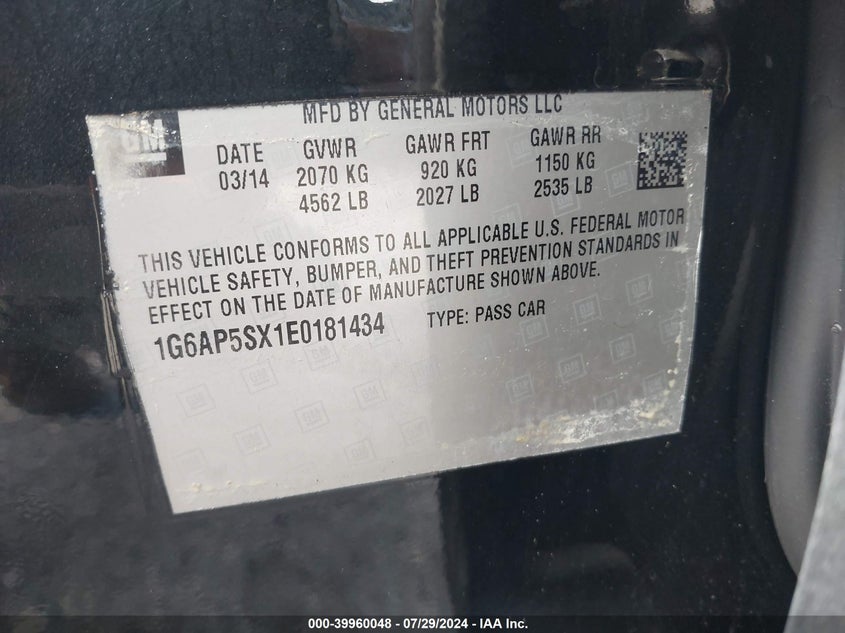 MFD BY GENERAL MOTORS LLC
GM
DATE GVWR GAWR FRT GAWR RR
03/14 2070 KG 920 KG 1150 KG
4562 LB 2027 LB 2535 LB
THIS VEHICLE CONFORMS TO ALL APPLICABLE U.S. FEDERAL MOTOR
VEHICLE SAFETY, BUMPER, AND THEFT PREVENTION STANDARDS IN
EFFECT ON THE DATE OF MANUFACTURE SHOWN ABOVE.
1G6AP5SX1E0181434 TYPE: PASS CAR
000-39960048 - 07/29/2024 - IAA Inc.